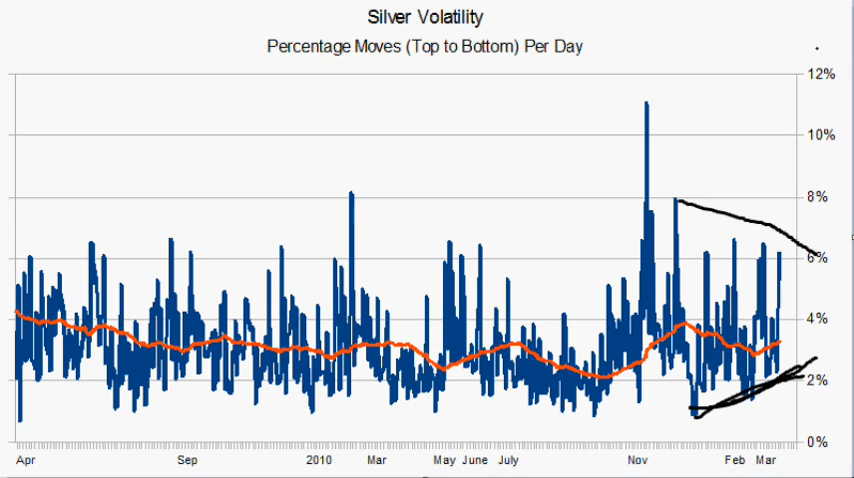 Silver Volatility
Percentage Moves (Top to Bottom) Per Day
12%
10%
8%
6%
4%
2%
0%
Apr Sep 2010 Mar May June July Nov Feb Mar